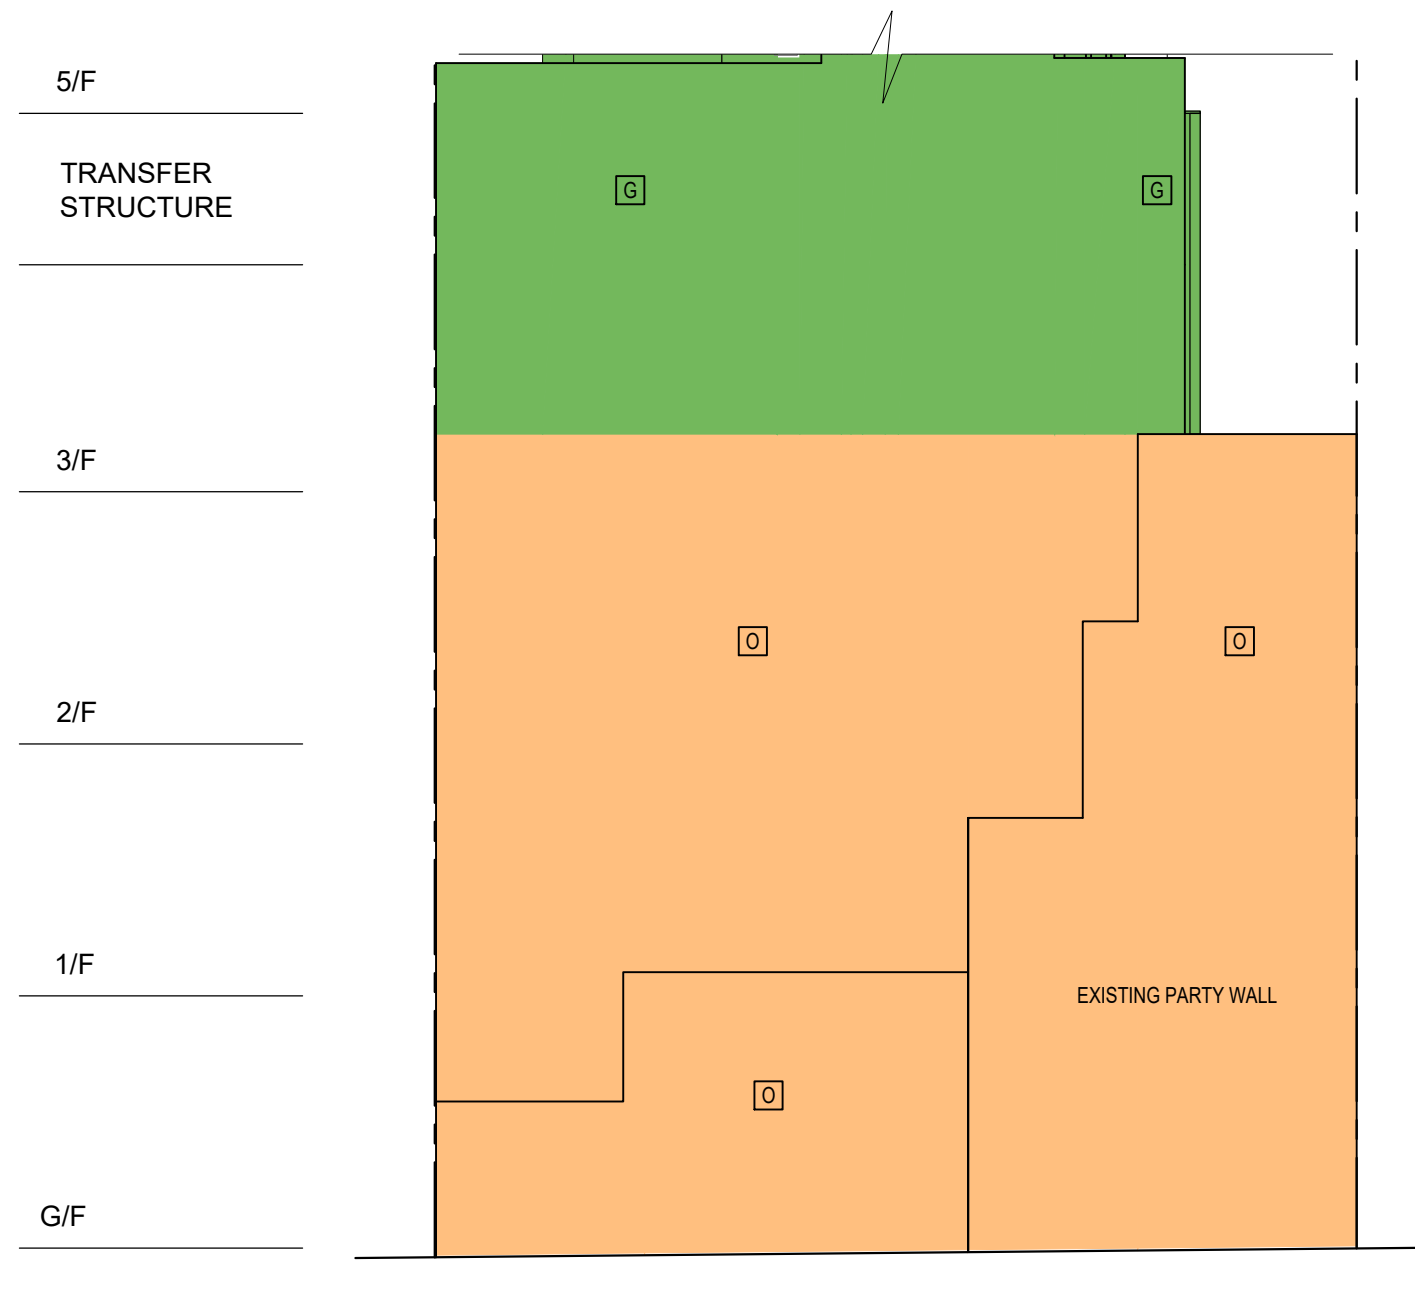 5/F
TRANSFER
STRUCTURE
G
G
3/F
O
O
2/F
1/F
EXISTING PARTY WALL
O
G/F